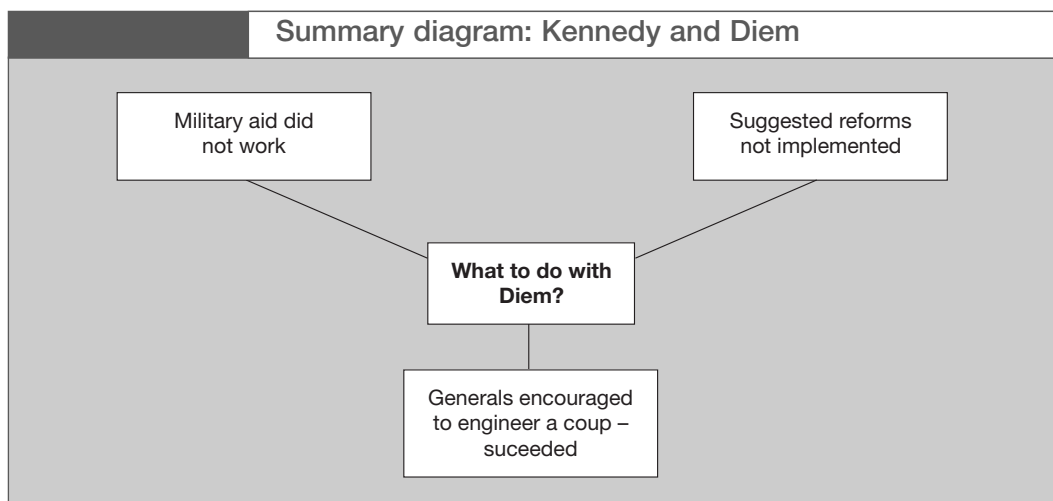 Summary diagram: Kennedy and Diem
Military aid did
not work
Suggested reforms
not implemented
What to do with
Diem?
Generals encouraged
to engineer a coup –
suceeded